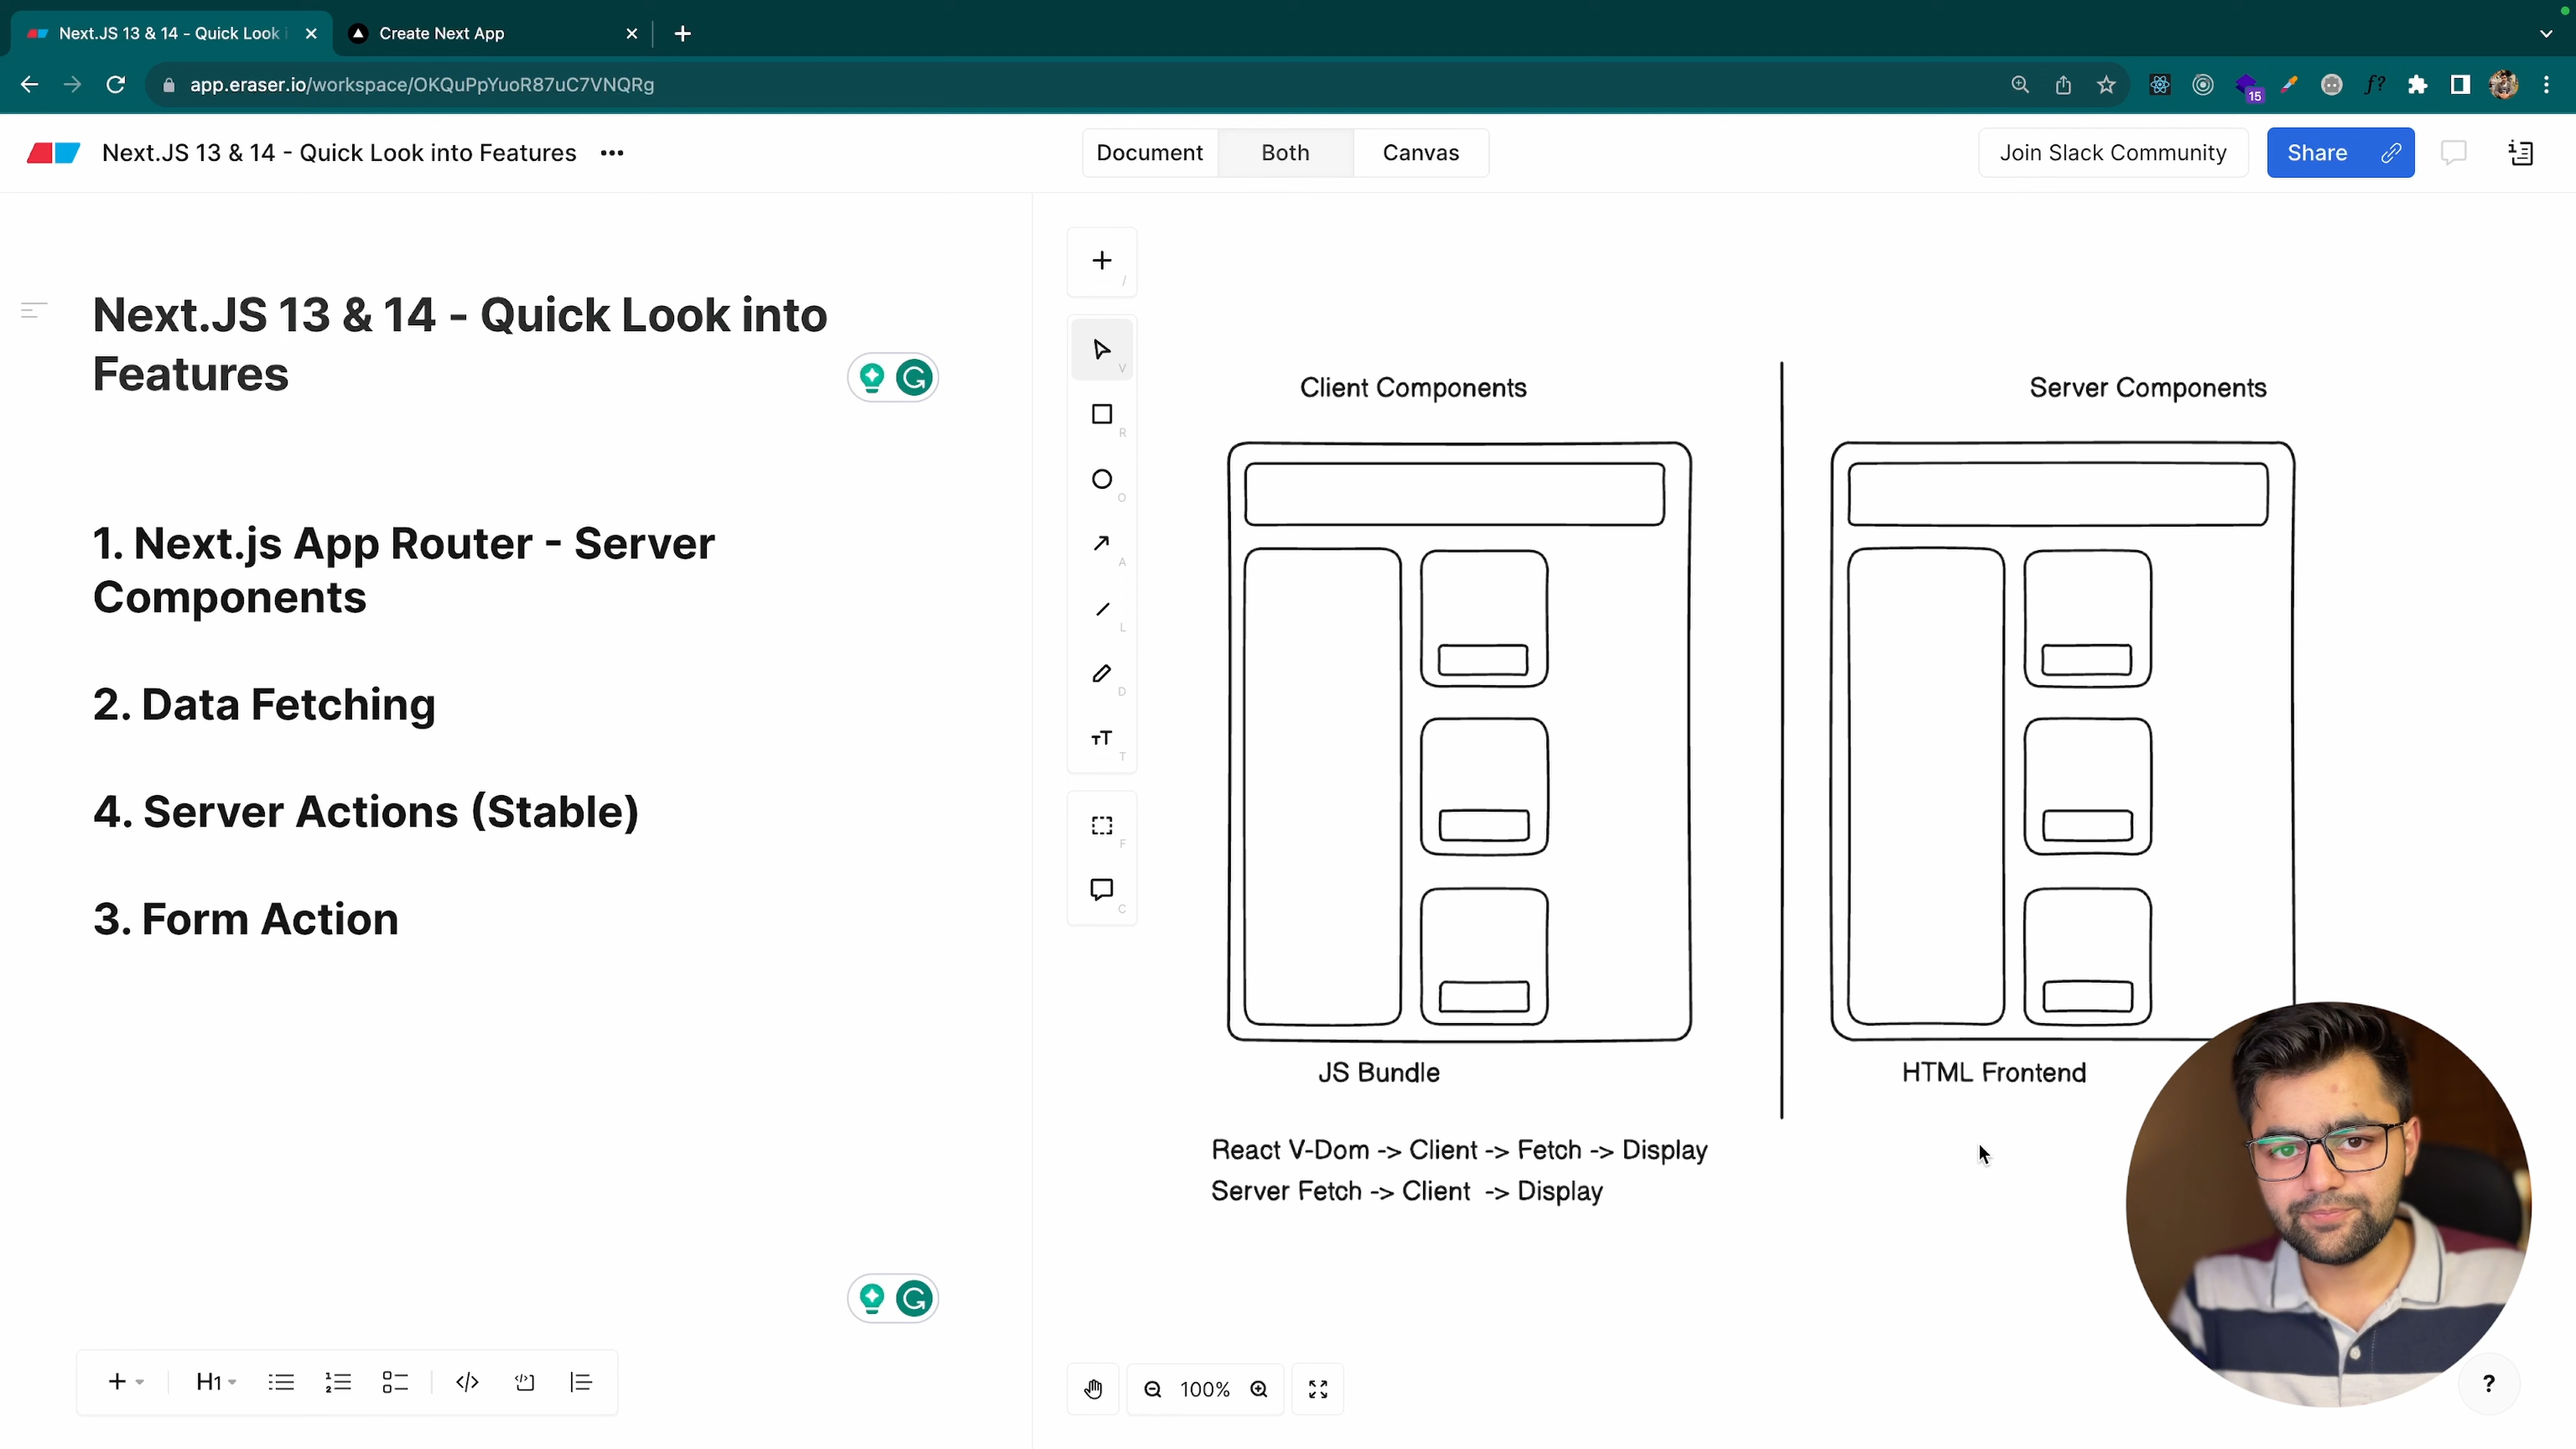 Next.JS 13 & 14 - Quick Look i
Create Next App
app.eraser.io/workspace/OKQuPpYuoR87uC7VNQRg
f?
15
Next.JS 13 & 14 - Quick Look into Features
Document
Both
Canvas
Join Slack Community
Share
Next.JS 13 & 14 - Quick Look into
Features
1. Next.js App Router - Server
Components
2. Data Fetching
4. Server Actions (Stable)
3. Form Action
H1
/
V
R
O
A
L
D
T
T
F
C
Client Components
JS Bundle
React V-Dom -> Client -> Fetch -> Display
Server Fetch -> Client -> Display
Server Components
HTML Frontend
100%
?